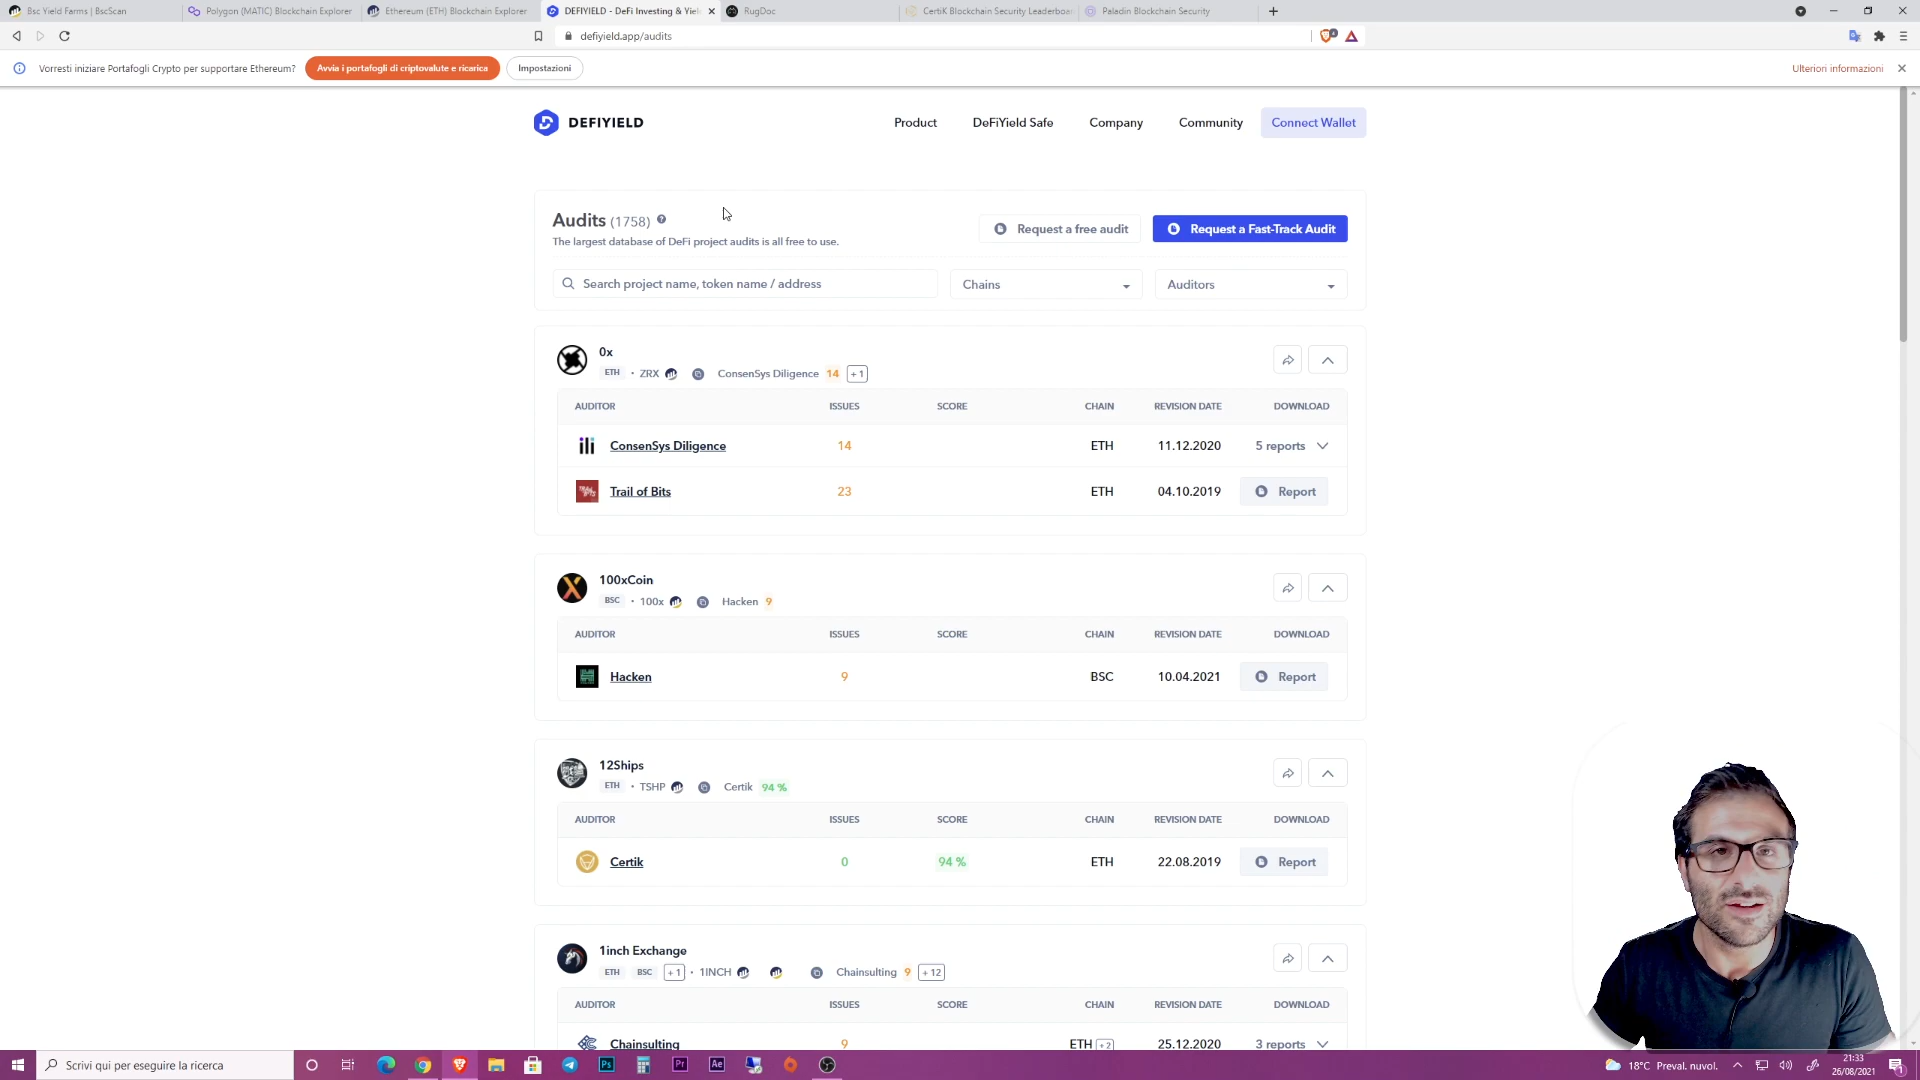 Bsc Yield Farms | BscScan
Polygon (MATIC) Blockchain Explorer
Ethereum (ETH) Blockchain Explorer
DEFIYIELD - DeFi Investing & Yiel
RugDoc
CertiK Blockchain Security Leaderboa
Paladin Blockchain Security
defiyield.app/audits
Vorresti iniziare Portafogli Crypto per supportare Ethereum?
Avvia i portafogli di criptovalute e ricarica
Impostazioni
Ulteriori informazioni
DEFIYIELD
Product
DeFiYield Safe
Company
Community
Connect Wallet
Audits (1758)
The largest database of DeFi project audits is all free to use.
Request a free audit
Request a Fast-Track Audit
Search project name, token name / address
Chains
Auditors
0x
ETH • ZRX ConsenSys Diligence 14 + 1
AUDITOR ISSUES SCORE CHAIN REVISION DATE DOWNLOAD
ConsenSys Diligence 14 ETH 11.12.2020 5 reports
Trail of Bits 23 ETH 04.10.2019 Report
100xCoin
BSC • 100x Hacken 9
AUDITOR ISSUES SCORE CHAIN REVISION DATE DOWNLOAD
Hacken 9 BSC 10.04.2021 Report
12Ships
ETH • TSHP Certik 94 %
AUDITOR ISSUES SCORE CHAIN REVISION DATE DOWNLOAD
Certik 0 94 % ETH 22.08.2019 Report
1inch Exchange
ETH BSC + 1 • 1INCH Chainsulting 9 + 12
AUDITOR ISSUES SCORE CHAIN REVISION DATE DOWNLOAD
Chainsulting 9 ETH + 2 25.12.2020 3 reports
Scrivi qui per eseguire la ricerca
Ps
Pr
Ae
18°C Preval. nuvol.
21:33
26/08/2021